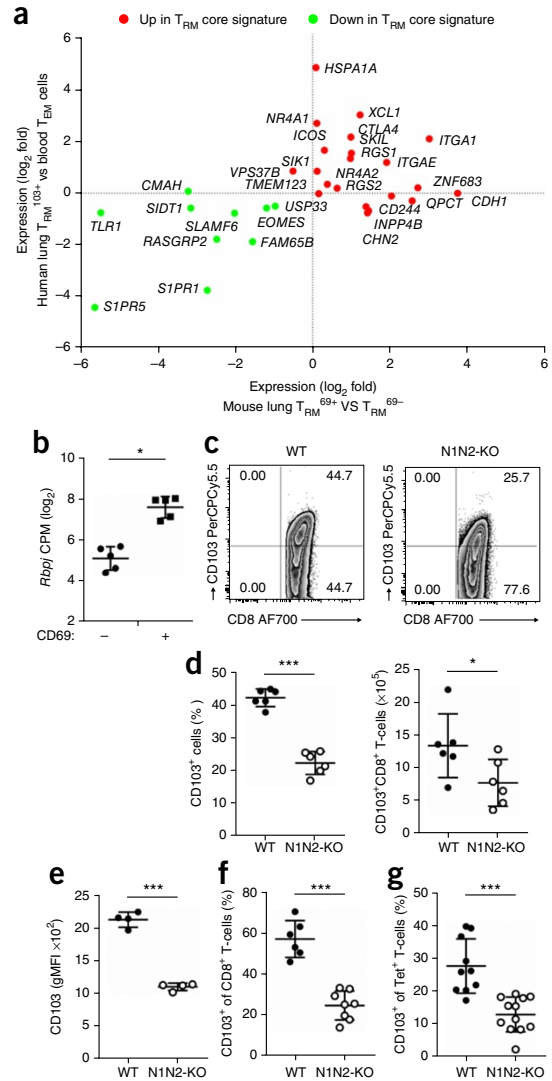 a
Up in TRM core signature
Down in TRM core signature
Expression (log2 fold)
Human lung TRM103+ vs blood TEM cells
6
4
2
0
−2
−4
−6
−6 −4 −2 0 2 4 6
HSPA1A
NR4A1
XCL1
ICOS
CTLA4
SKIL
ITGA1
RGS1
SIK1
ITGAE
VPS37B
NR4A2
ZNF683
CMAH
TMEM123
RGS2
SIDT1
USP33
CD244
QPCT
CDH1
TLR1
SLAMF6
EOMES
INPP4B
RASGRP2
FAM65B
CHN2
S1PR1
S1PR5
Expression (log2 fold)
Mouse lung TRM69+ VS TRM69−
b
*
Rbpj CPM (log2)
10
8
6
4
2
CD69: − +
c
WT
N1N2-KO
CD103 PerCPCy5.5
0.00 44.7
0.00 44.7
CD8 AF700
CD103 PerCPCy5.5
0.00 25.7
0.00 77.6
CD8 AF700
d
***
CD103+ cells (% )
50
40
30
20
10
0
WT N1N2-KO
*
CD103+CD8+ T-cells (×105)
25
20
15
10
5
0
WT N1N2-KO
e
***
CD103 (gMFI ×102)
25
20
15
10
5
0
WT N1N2-KO
f
***
CD103+ of CD8+ T-cells (%)
80
60
40
20
0
WT N1N2-KO
g
***
CD103+ of Tet+ T-cells (%)
50
40
30
20
10
0
WT N1N2-KO